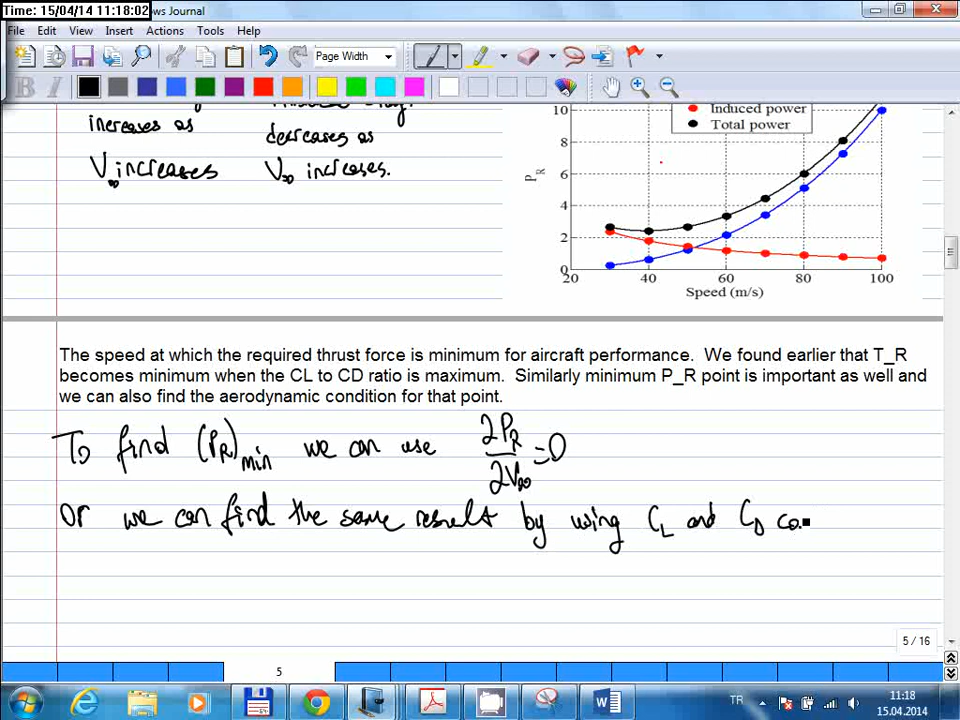 Time: 15/04/14 11:18:02
ws Journal
File Edit View Insert Actions Tools Help
Page Width
B I
increases as
V∞ increases
decreases as
V∞ increases.
Induced power
Total power
10
8
6
4
2
0
P_R
20 40 60 80 100
Speed (m/s)
The speed at which the required thrust force is minimum for aircraft performance. We found earlier that T_R
becomes minimum when the CL to CD ratio is maximum. Similarly minimum P_R point is important as well and
we can also find the aerodynamic condition for that point.
To find (PR)min we can use ∂PR/∂V∞ = 0
Or we can find the same result by using CL and CD co
5 / 16
5
W
TR
11:18
15.04.2014